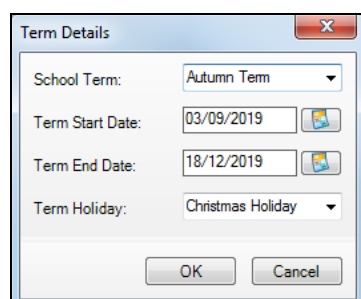 Term Details
School Term: Autumn Term
Term Start Date: 03/09/2019
Term End Date: 18/12/2019
Term Holiday: Christmas Holiday
OK Cancel